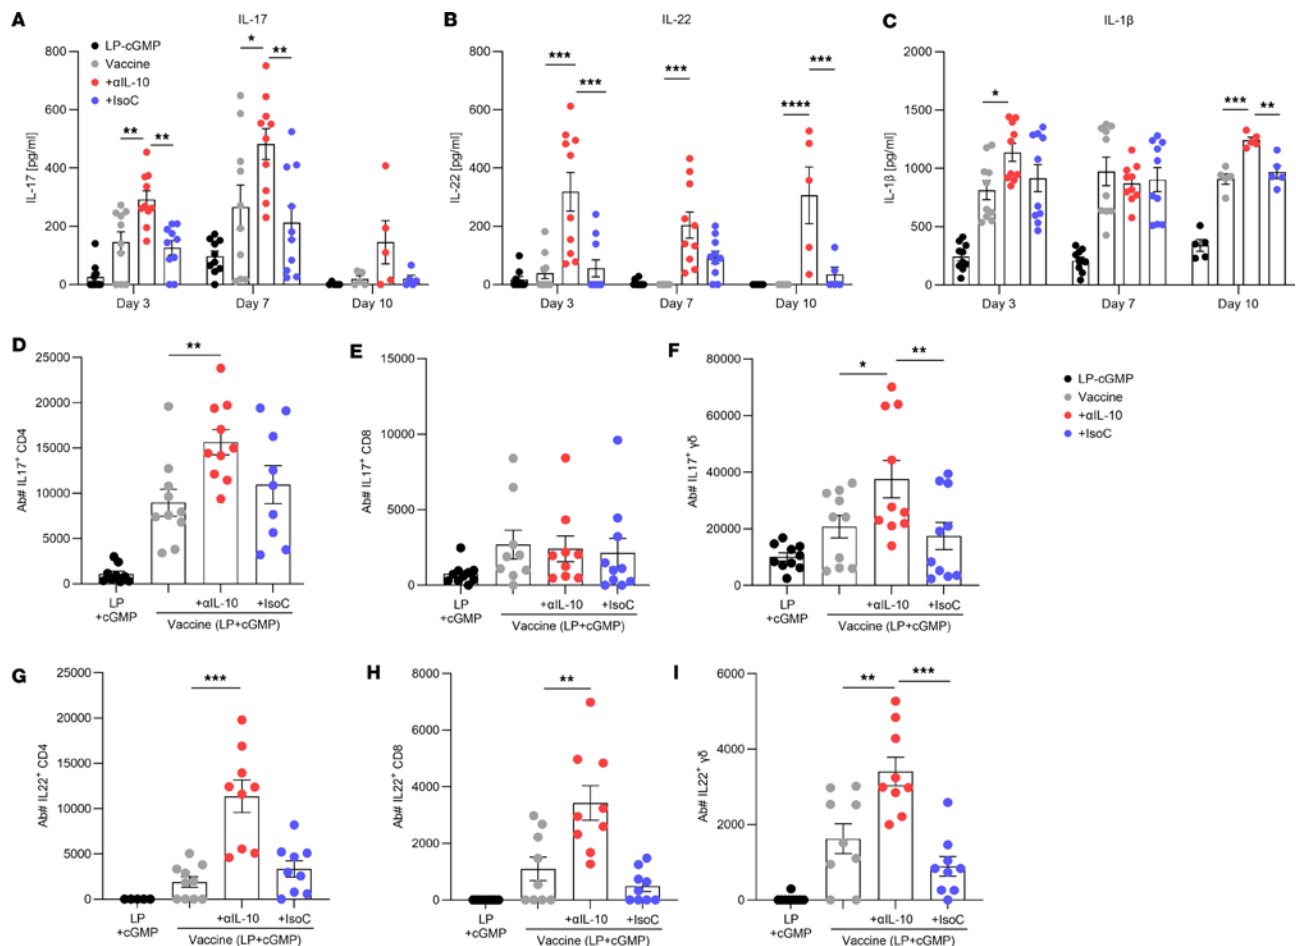 A
IL-17
LP-cGMP
Vaccine
+αIL-10
+IsoC
IL-17 [pg/ml]
800
600
400
200
0
**
**
*
**
Day 3
Day 7
Day 10
B
IL-22
IL-22 [pg/ml]
800
600
400
200
0
***
***
***
****
***
Day 3
Day 7
Day 10
C
IL-1β
IL-1β [pg/ml]
2000
1500
1000
500
0
*
***
**
Day 3
Day 7
Day 10
D
Ab# IL17⁺ CD4
25000
20000
15000
10000
5000
0
**
LP
+cGMP
+αIL-10
+IsoC
Vaccine (LP+cGMP)
E
Ab# IL17⁺ CD8
15000
10000
5000
0
LP
+cGMP
+αIL-10
+IsoC
Vaccine (LP+cGMP)
F
Ab# IL17⁺ γδ
80000
60000
40000
20000
0
*
**
LP
+cGMP
+αIL-10
+IsoC
Vaccine (LP+cGMP)
LP-cGMP
Vaccine
+αIL-10
+IsoC
G
Ab# IL22⁺ CD4
25000
20000
15000
10000
5000
0
***
LP
+cGMP
+αIL-10
+IsoC
Vaccine (LP+cGMP)
H
Ab# IL22⁺ CD8
8000
6000
4000
2000
0
**
LP
+cGMP
+αIL-10
+IsoC
Vaccine (LP+cGMP)
I
Ab# IL22⁺ γδ
6000
4000
2000
0
**
***
LP
+cGMP
+αIL-10
+IsoC
Vaccine (LP+cGMP)